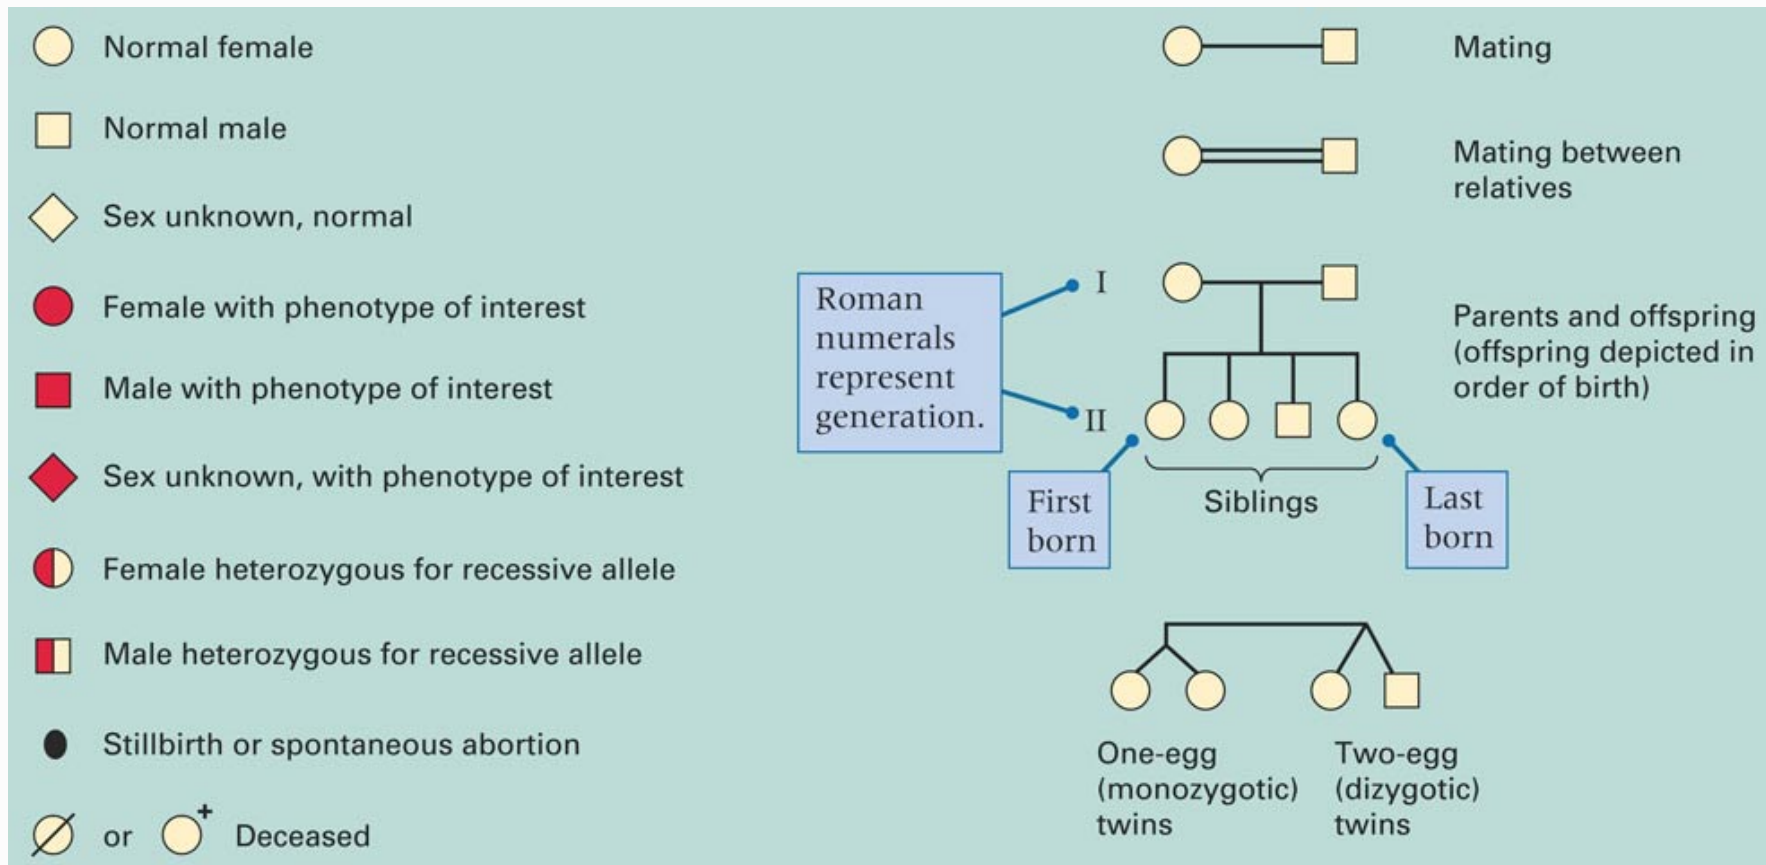 Normal female
Normal male
Sex unknown, normal
Female with phenotype of interest
Male with phenotype of interest
Sex unknown, with phenotype of interest
Female heterozygous for recessive allele
Male heterozygous for recessive allele
Stillbirth or spontaneous abortion
or + Deceased
Mating
Mating between
relatives
Roman
numerals
represent
generation.
I
II
Parents and offspring
(offspring depicted in
order of birth)
First
born
Siblings
Last
born
One-egg
(monozygotic)
twins
Two-egg
(dizygotic)
twins